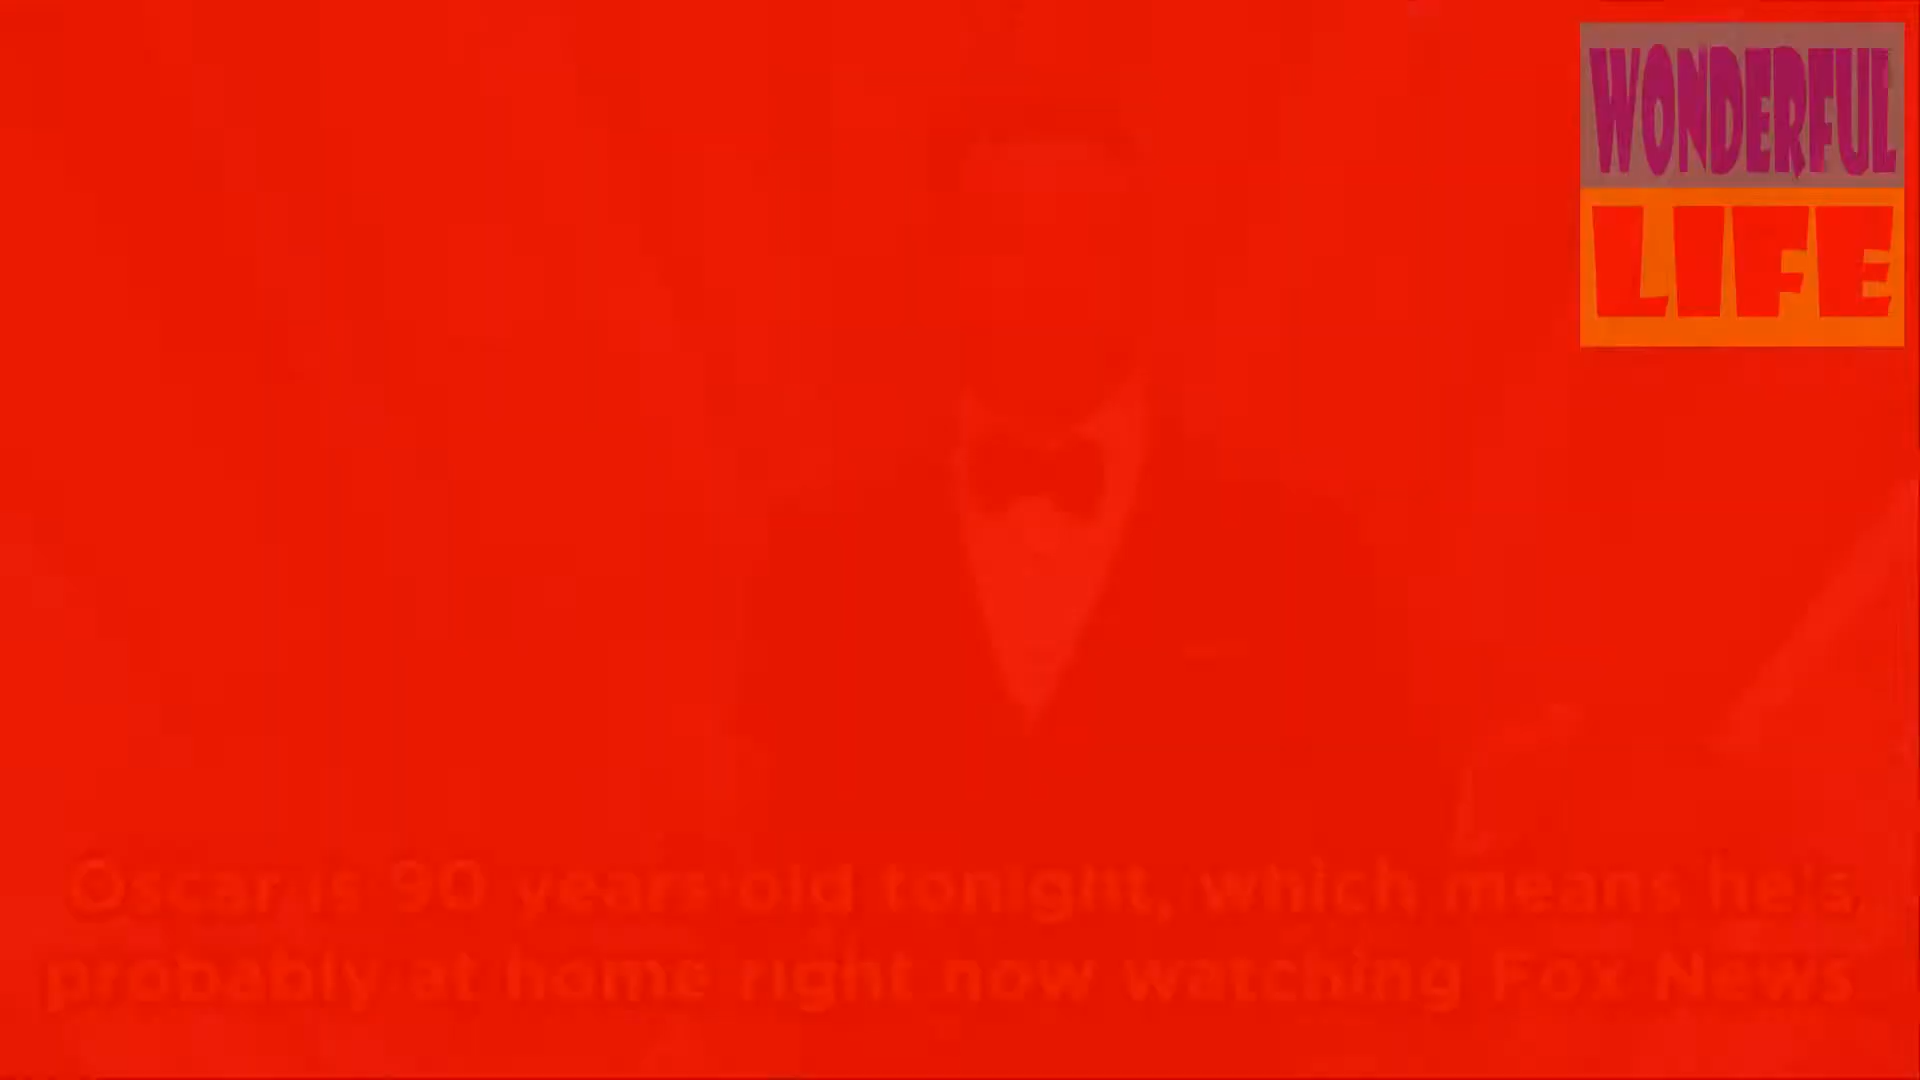 WONDERFUL
LIFE
Oscar is 90 years old tonight, which means he's
probably at home right now watching Fox News